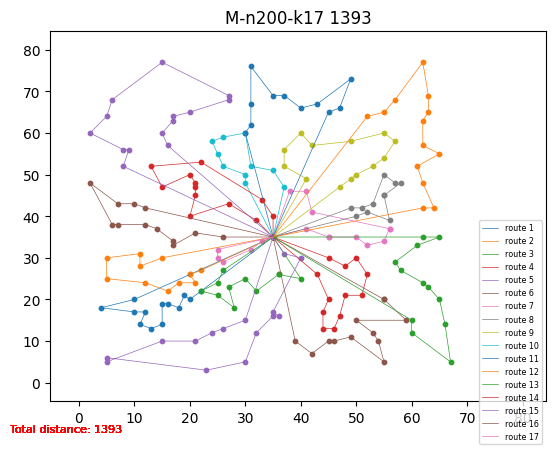 M-n200-k17 1393
80
70
60
50
40
30
20
10
0
0 10 20 30 40 50 60 70 80
route 1
route 2
route 3
route 4
route 5
route 6
route 7
route 8
route 9
route 10
route 11
route 12
route 13
route 14
route 15
route 16
route 17
Total distance: 1393